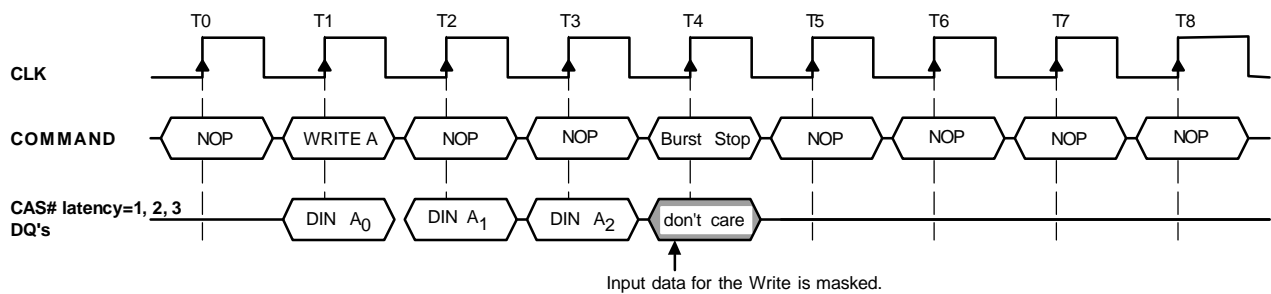 T0 T1 T2 T3 T4 T5 T6 T7 T8
CLK
COMMAND NOP WRITE A NOP NOP Burst Stop NOP NOP NOP NOP
CAS# latency=1, 2, 3
DQ's DIN A0 DIN A1 DIN A2 don't care
Input data for the Write is masked.